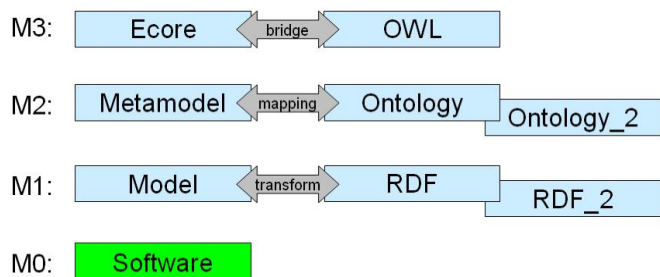 M3: Ecore bridge OWL
M2: Metamodel mapping Ontology Ontology_2
M1: Model transform RDF RDF_2
M0: Software